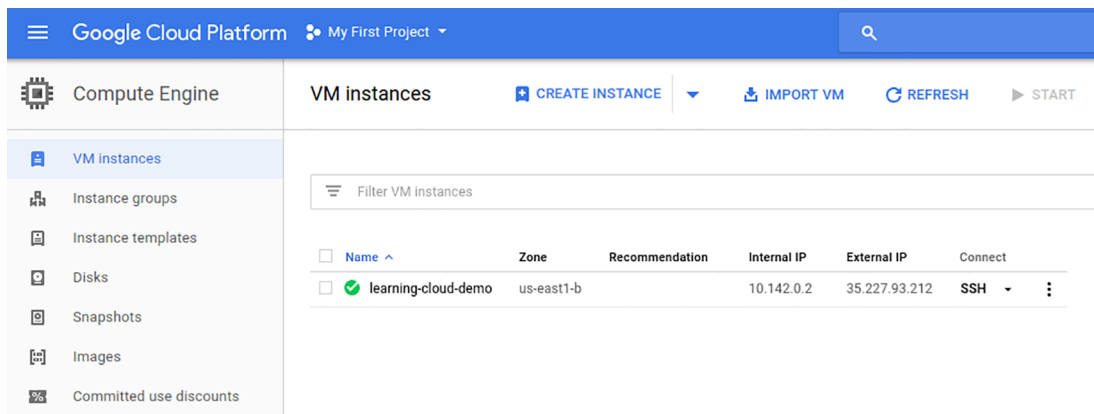 Google Cloud Platform My First Project
Compute Engine
VM instances
Instance groups
Instance templates
Disks
Snapshots
Images
Committed use discounts
VM instances CREATE INSTANCE IMPORT VM REFRESH START
Filter VM instances
Name Zone Recommendation Internal IP External IP Connect
learning-cloud-demo us-east1-b 10.142.0.2 35.227.93.212 SSH